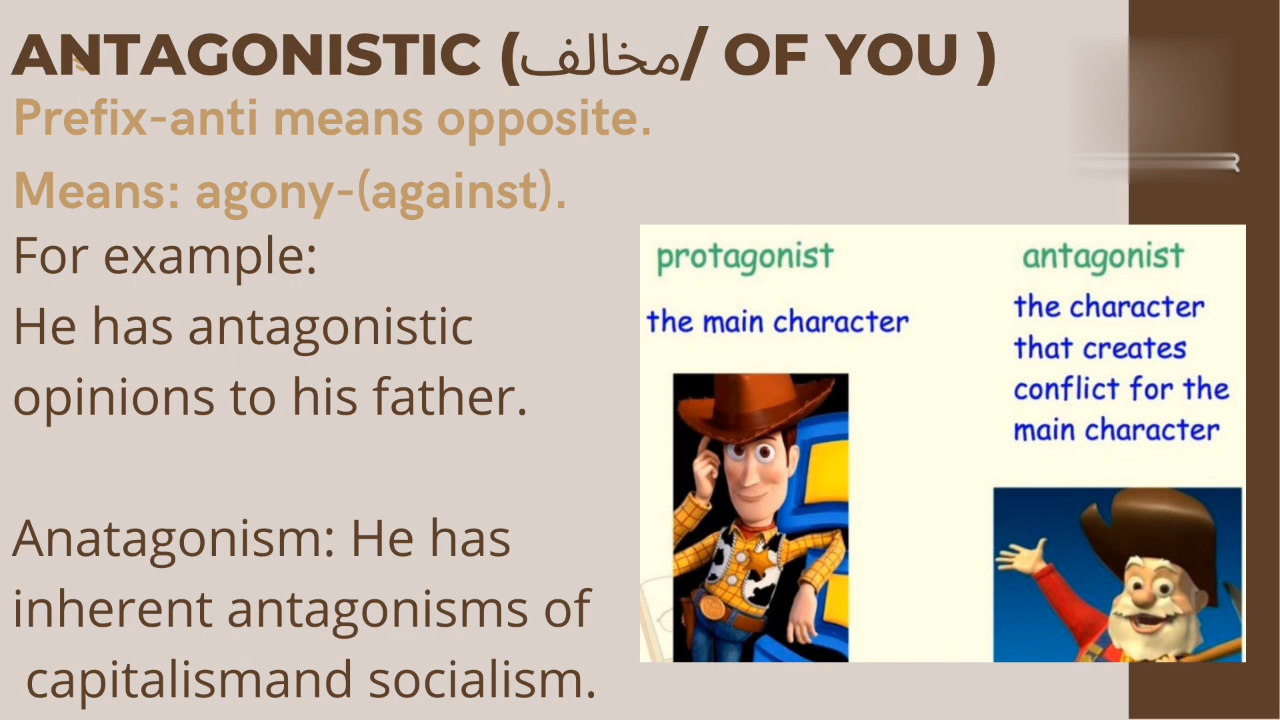 ANTAGONISTIC (مخالف/ OF YOU )
Prefix-anti means opposite.
Means: agony-(against).
For example:
He has antagonistic
opinions to his father.
Anatagonism: He has
inherent antagonisms of
capitalismand socialism.
protagonist
the main character
antagonist
the character
that creates
conflict for the
main character